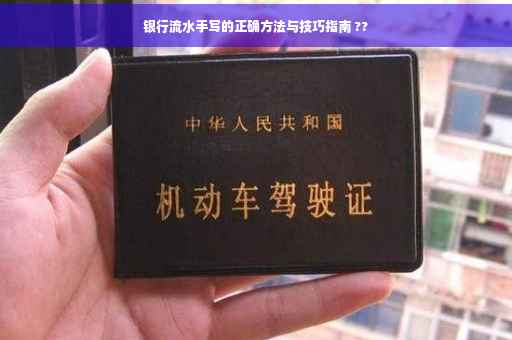 银行流水手写的正确方法与技巧指南 ??
中华人民共和国
机动车驾驶证